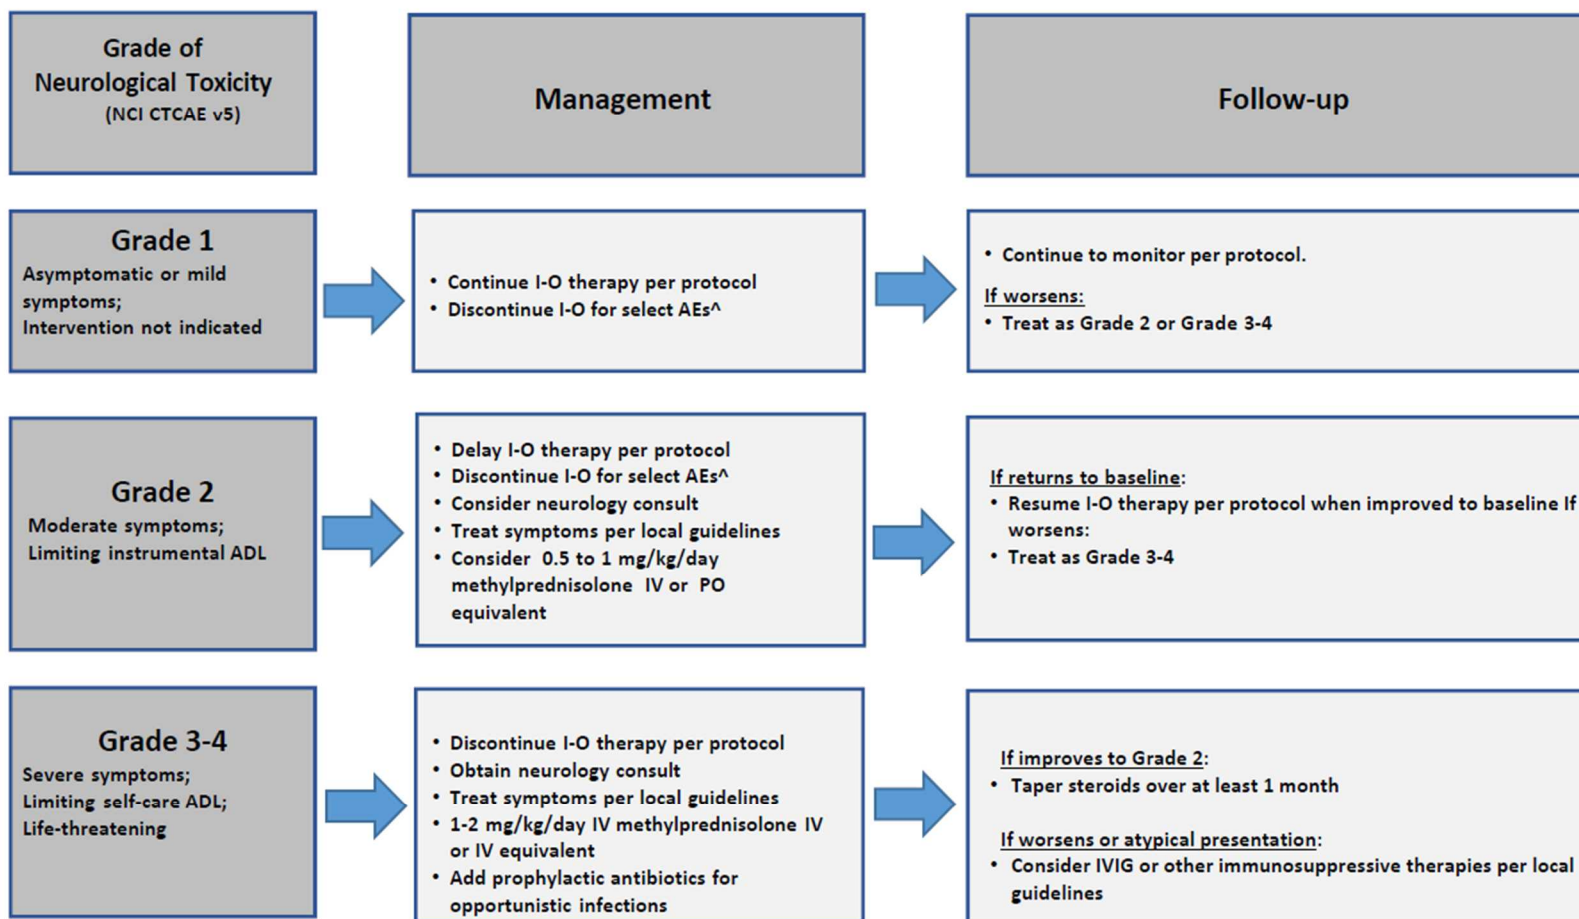 Grade of
Neurological Toxicity
(NCI CTCAE v5)
Management
Follow-up
Grade 1
Asymptomatic or mild
symptoms;
Intervention not indicated
• Continue I-O therapy per protocol
• Discontinue I-O for select AEs^
• Continue to monitor per protocol.
If worsens:
• Treat as Grade 2 or Grade 3-4
Grade 2
Moderate symptoms;
Limiting instrumental ADL
• Delay I-O therapy per protocol
• Discontinue I-O for select AEs^
• Consider neurology consult
• Treat symptoms per local guidelines
• Consider 0.5 to 1 mg/kg/day
methylprednisolone IV or PO
equivalent
If returns to baseline:
• Resume I-O therapy per protocol when improved to baseline If
worsens:
• Treat as Grade 3-4
Grade 3-4
Severe symptoms;
Limiting self-care ADL;
Life-threatening
• Discontinue I-O therapy per protocol
• Obtain neurology consult
• Treat symptoms per local guidelines
• 1-2 mg/kg/day IV methylprednisolone IV
or IV equivalent
• Add prophylactic antibiotics for
opportunistic infections
If improves to Grade 2:
• Taper steroids over at least 1 month
If worsens or atypical presentation:
• Consider IVIG or other immunosuppressive therapies per local
guidelines